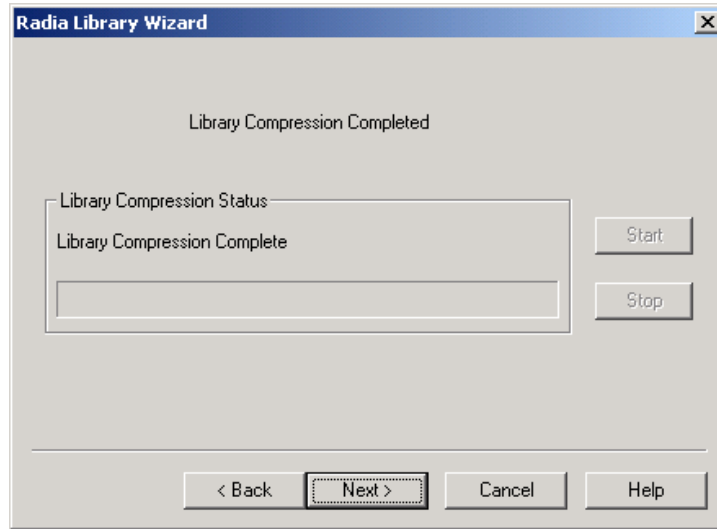 Radia Library Wizard
Library Compression Completed
Library Compression Status
Library Compression Complete
Start
Stop
< Back
Next >
Cancel
Help